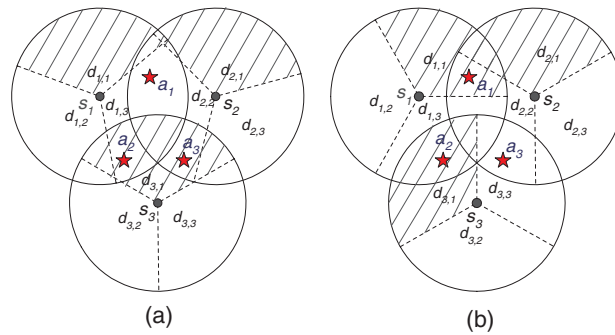 d1,1
d2,1
S1
a1
d1,3
d1,2
d2,2
S2
d2,3
a2
a3
d3,1
S3
d3,2
d3,3
(a)
d1,1
d2,1
S1
a1
d1,2
d1,3
d2,2
S2
d2,3
a2
a3
d3,1
d3,3
S3
d3,2
(b)